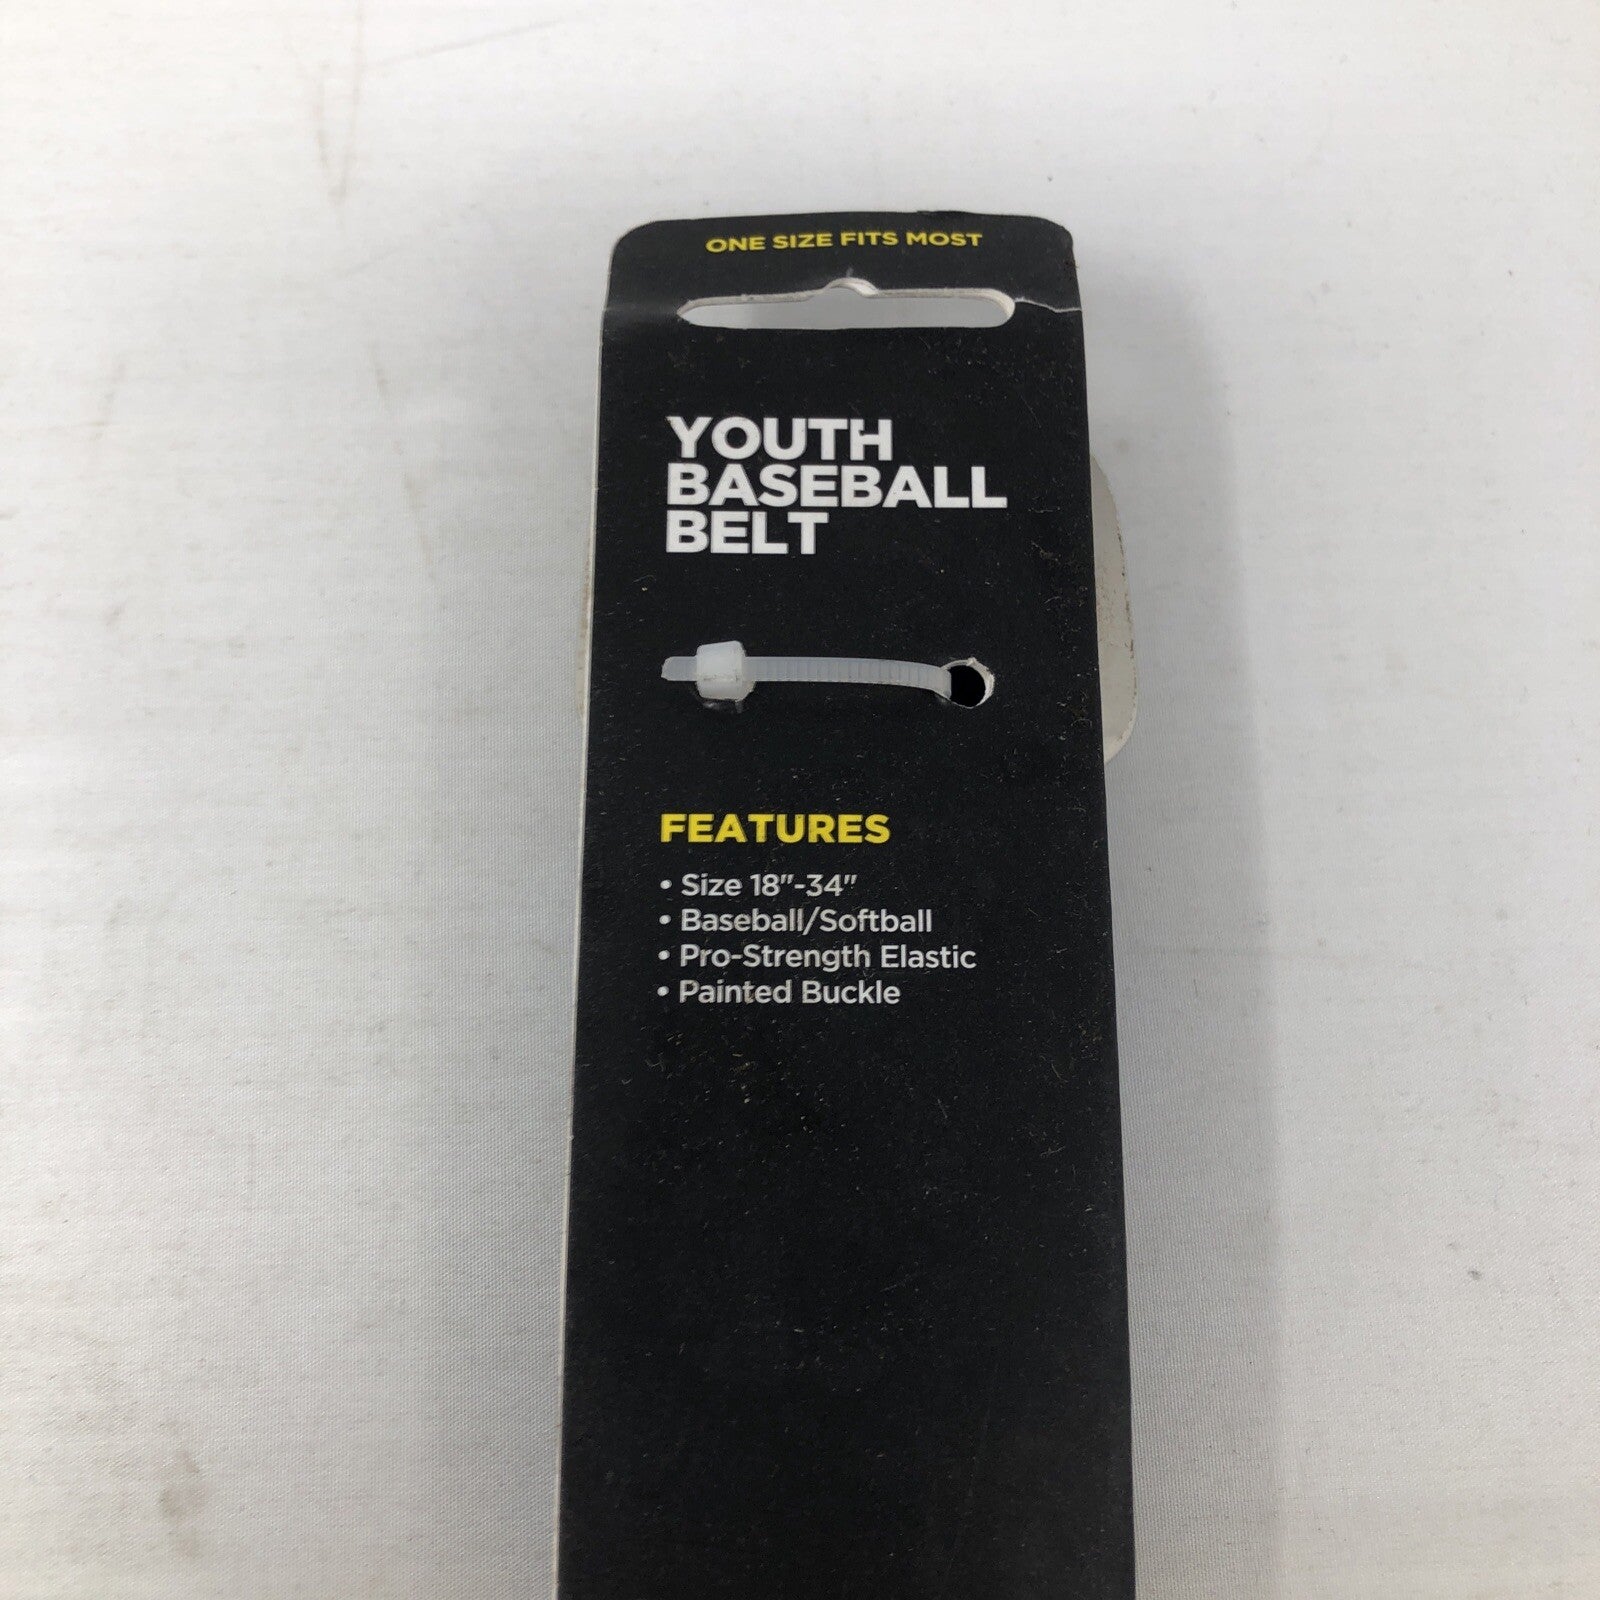 ONE SIZE FITS MOST
YOUTH
BASEBALL
BELT
FEATURES
• Size 18"-34"
• Baseball/Softball
• Pro-Strength Elastic
• Painted Buckle